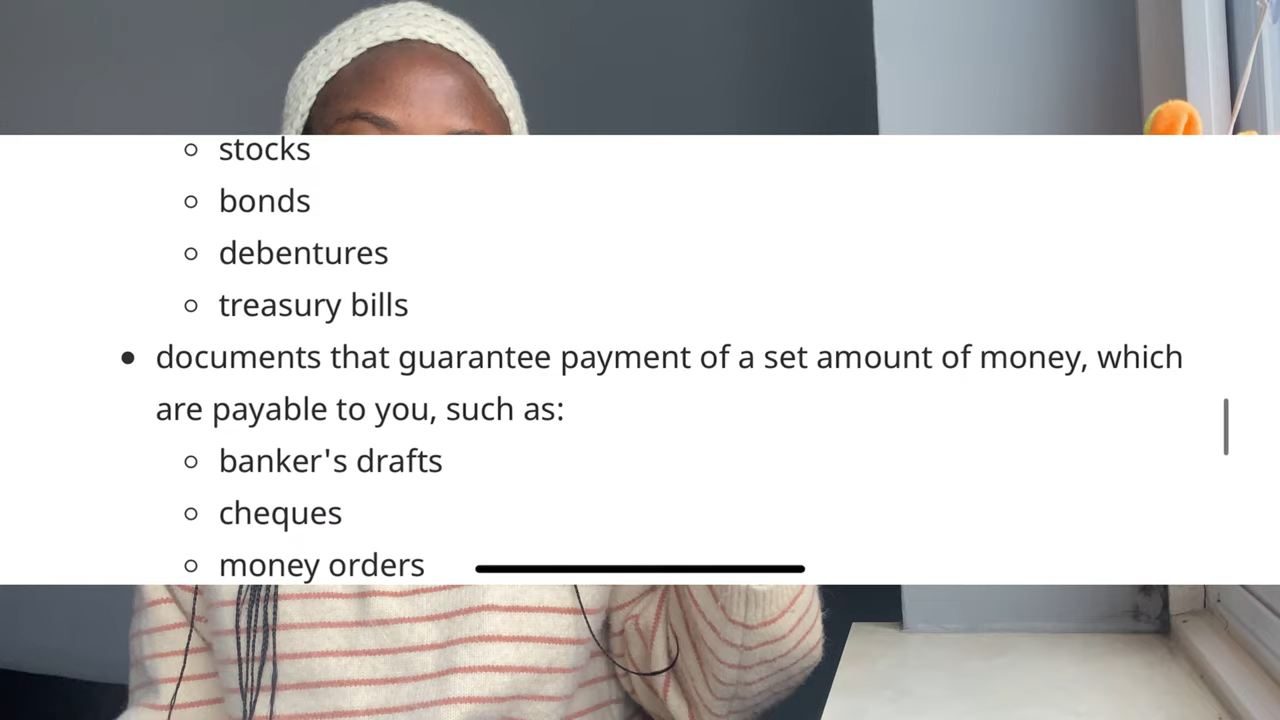 stocks
bonds
debentures
treasury bills
documents that guarantee payment of a set amount of money, which
are payable to you, such as:
banker's drafts
cheques
money orders